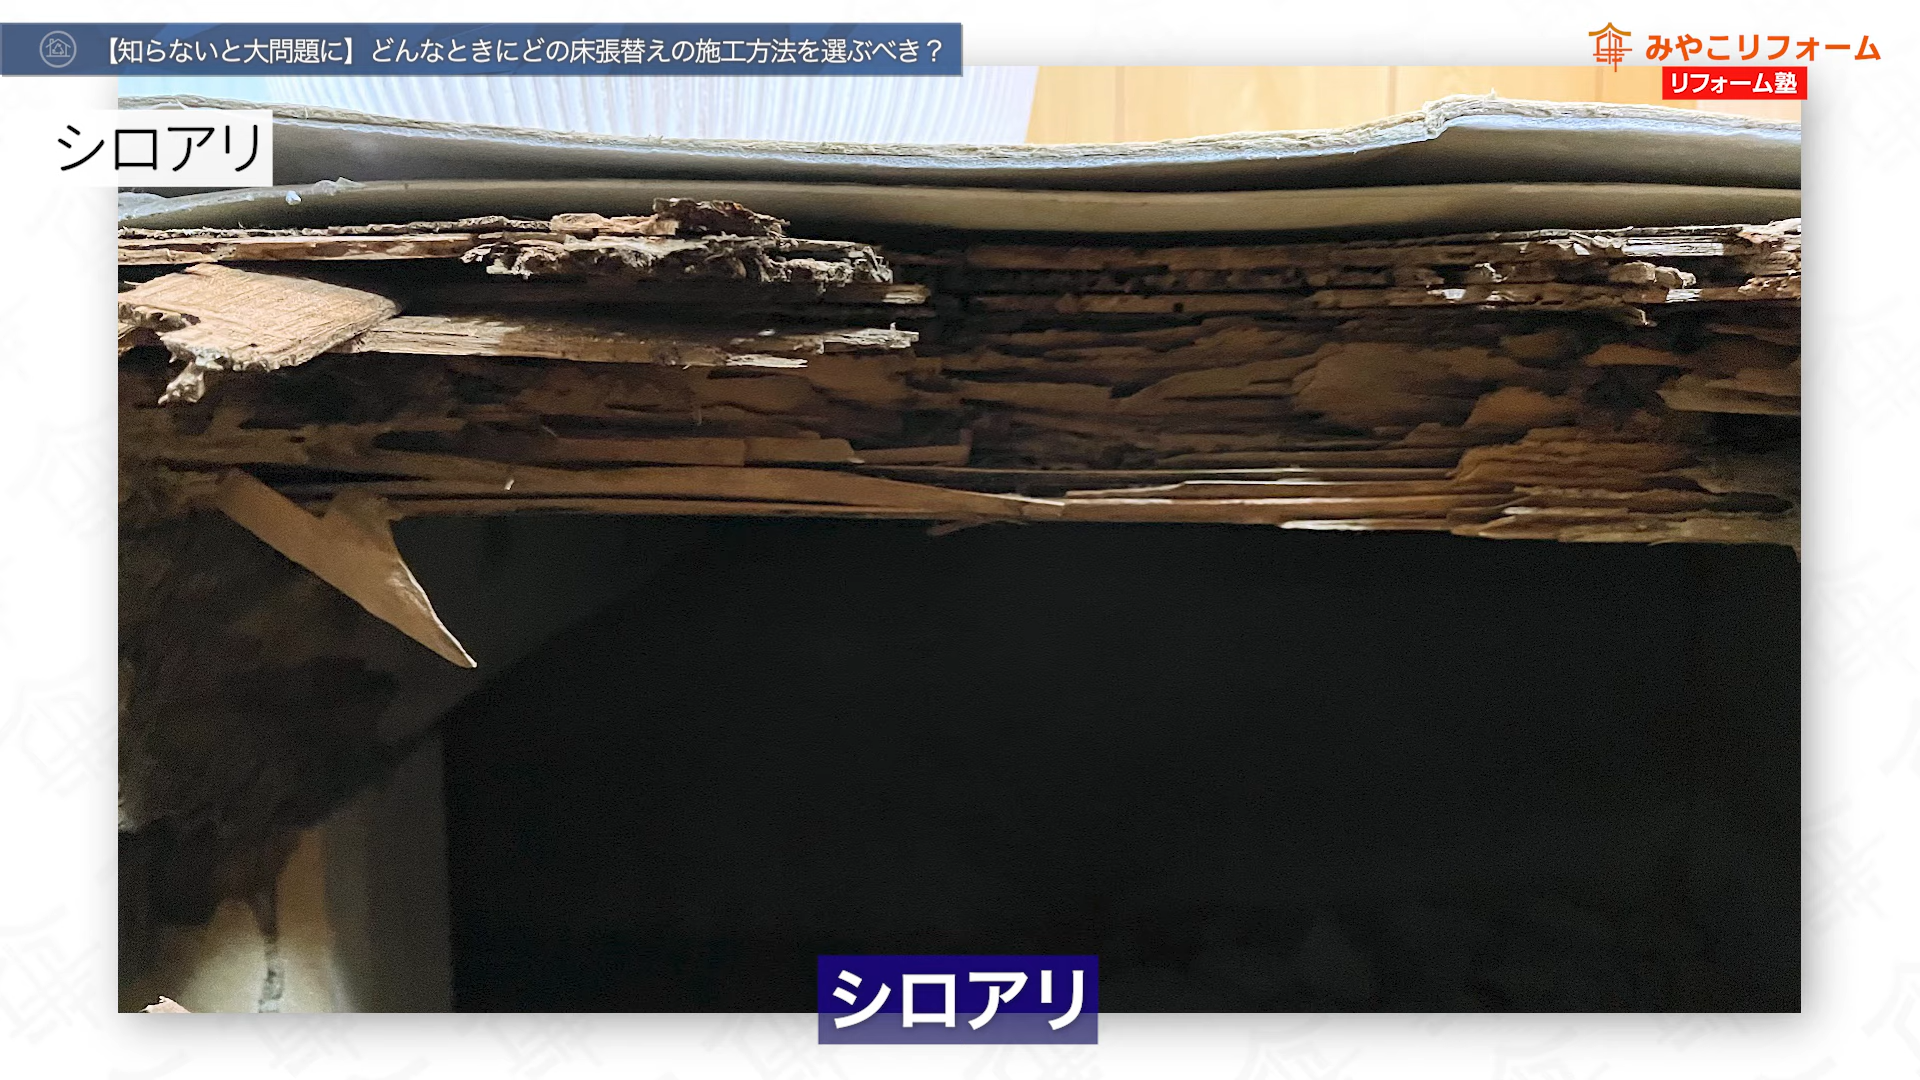 【知らないと大問題に】どんなときにどの床張替えの施工方法を選ぶべき？
みやこリフォーム
リフォーム塾
シロアリ
シロアリ